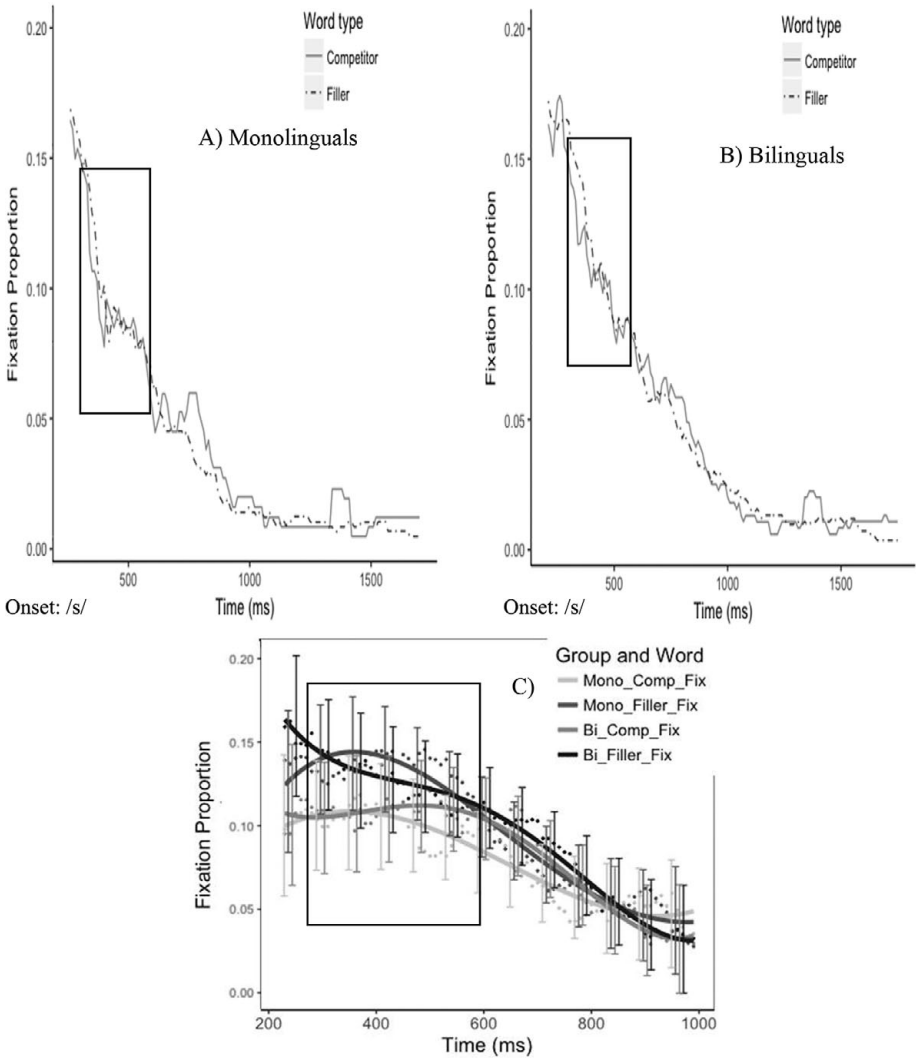 Word type
Competitor
Filler
A) Monolinguals
Fixation Proportion
0.20
0.15
0.10
0.05
0.00
500
1000
1500
Onset: /s/
Time (ms)
Word type
Competitor
Filler
B) Bilinguals
Fixation Proportion
0.20
0.15
0.10
0.05
0.00
500
1000
1500
Onset: /s/
Time (ms)
C)
Group and Word
Mono_Comp_Fix
Mono_Filler_Fix
Bi_Comp_Fix
Bi_Filler_Fix
Fixation Proportion
0.20
0.15
0.10
0.05
0.00
200
400
600
800
1000
Time (ms)